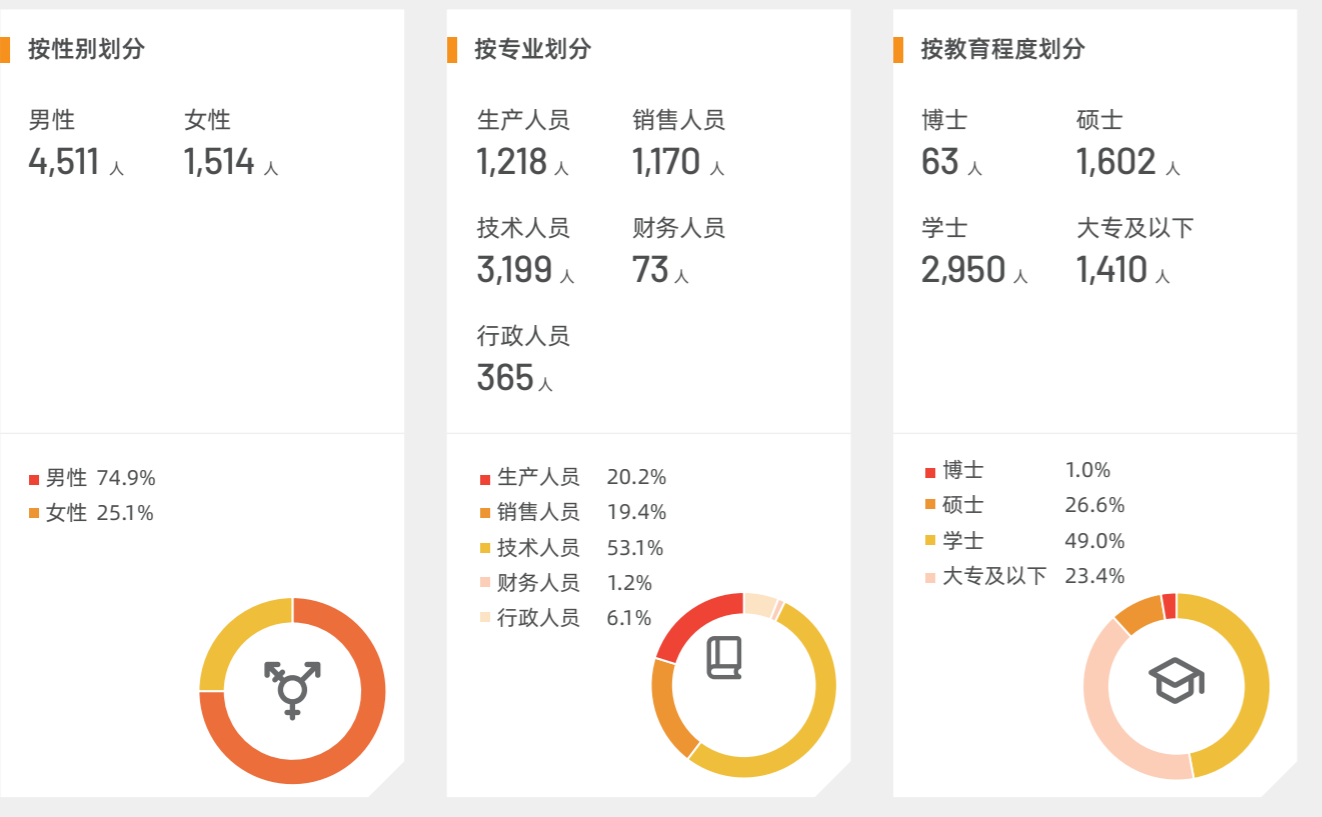 按性别划分
男性 女性
4,511 人 1,514 人
男性 74.9%
女性 25.1%
按专业划分
生产人员 销售人员
1,218 人 1,170 人
技术人员 财务人员
3,199 人 73 人
行政人员
365 人
生产人员 20.2%
销售人员 19.4%
技术人员 53.1%
财务人员 1.2%
行政人员 6.1%
按教育程度划分
博士 硕士
63 人 1,602 人
学士 大专及以下
2,950 人 1,410 人
博士 1.0%
硕士 26.6%
学士 49.0%
大专及以下 23.4%